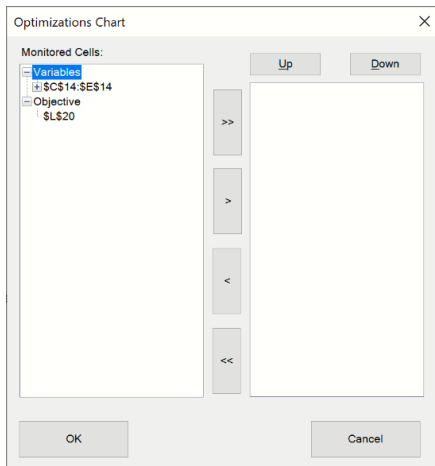 Optimizations Chart
Monitored Cells:
Up
Down
Variables
$C$14:$E$14
Objective
$L$20
>>
>
<
<<
OK
Cancel